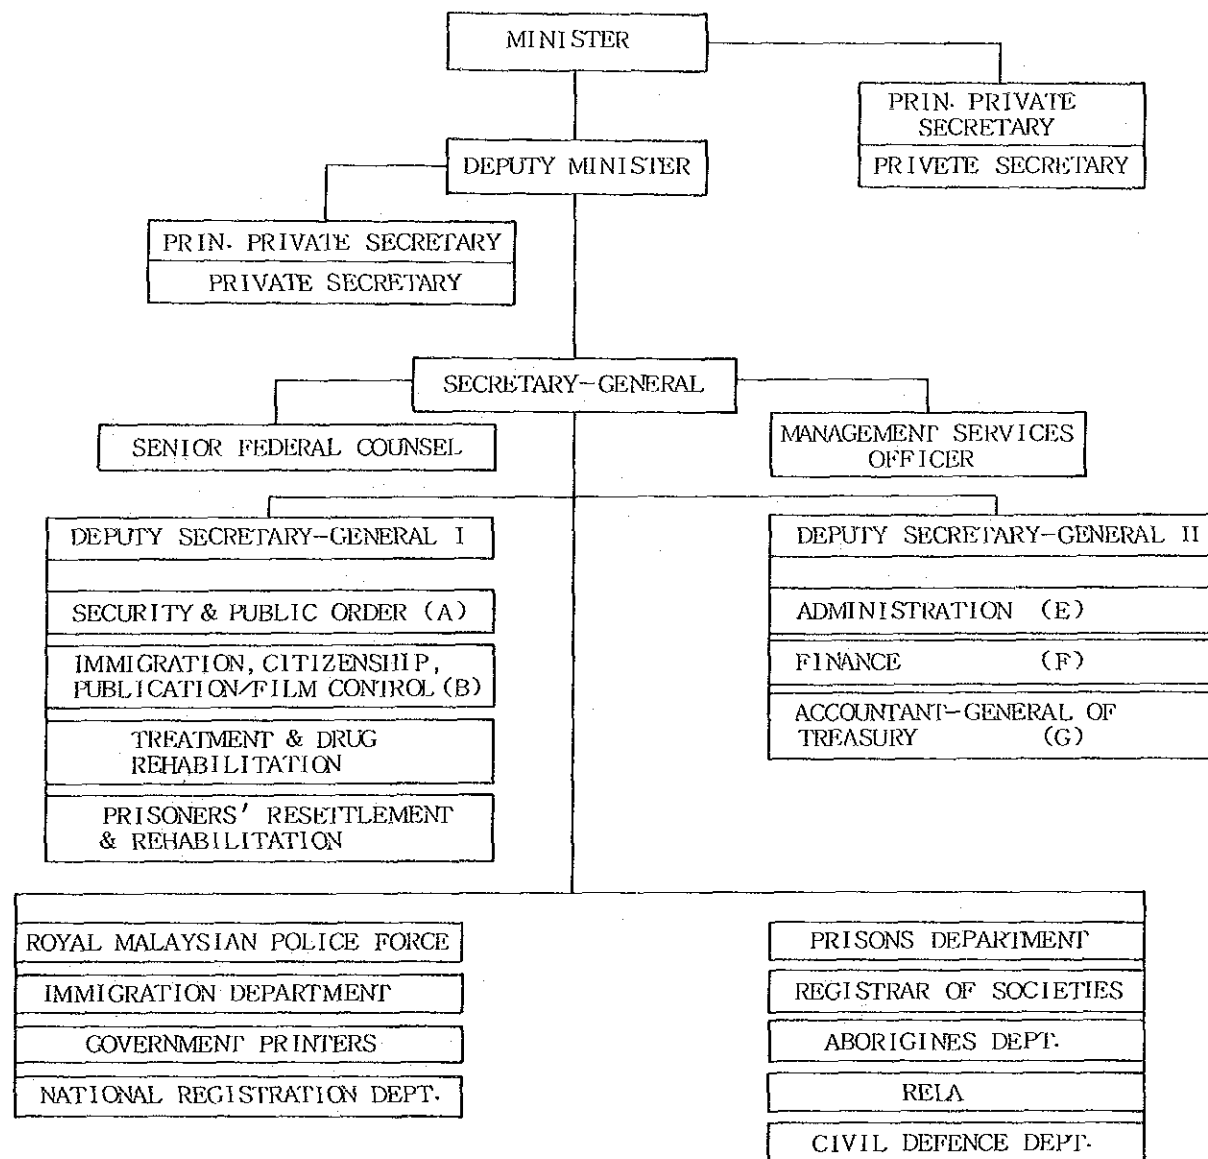 MINISTER
PRIN. PRIVATE
SECRETARY
PRIVETE SECRETARY
DEPUTY MINISTER
PRIN. PRIVATE SECRETARY
PRIVATE SECRETARY
SECRETARY-GENERAL
SENIOR FEDERAL COUNSEL
MANAGEMENT SERVICES
OFFICER
DEPUTY SECRETARY-GENERAL I
SECURITY & PUBLIC ORDER (A)
IMMIGRATION, CITIZENSHIP,
PUBLICATION/FILM CONTROL (B)
TREATMENT & DRUG
REHABILITATION
PRISONERS' RESETTLEMENT
& REHABILITATION
DEPUTY SECRETARY-GENERAL II
ADMINISTRATION (E)
FINANCE (F)
ACCOUNTANT-GENERAL OF
TREASURY (G)
ROYAL MALAYSIAN POLICE FORCE
IMMIGRATION DEPARTMENT
GOVERNMENT PRINTERS
NATIONAL REGISTRATION DEPT.
PRISONS DEPARTMENT
REGISTRAR OF SOCIETIES
ABORIGINES DEPT.
RELA
CIVIL DEFENCE DEPT.